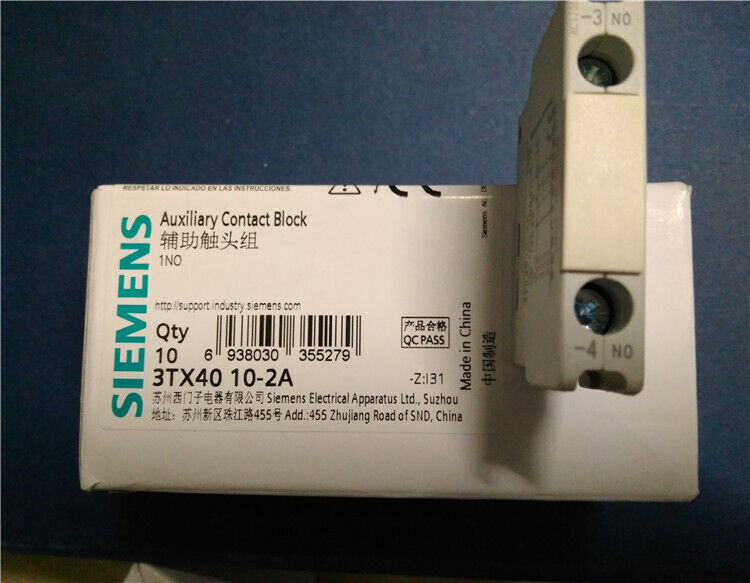 RESPETAR LO INDICADO EN LAS INSTRUCCIONES.
SIEMENS
Auxiliary Contact Block
辅助触头组
1NO
http://support.industry.siemens.com
Qty
10
6 938030 355279
产品合格
QC PASS
3TX40 10-2A
-Z:I31
苏州西门子电器有限公司 Siemens Electrical Apparatus Ltd., Suzhou
地址: 苏州新区珠江路455号 Add.:455 Zhujiang Road of SND, China
Made in China
中国制造
Siemens AG
-3 NO
-4 NO